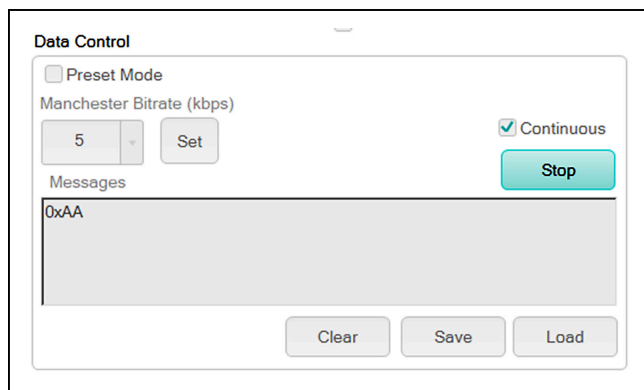 Data Control
Preset Mode
Manchester Bitrate (kbps)
5
Set
Continuous
Stop
Messages
0xAA
Clear
Save
Load